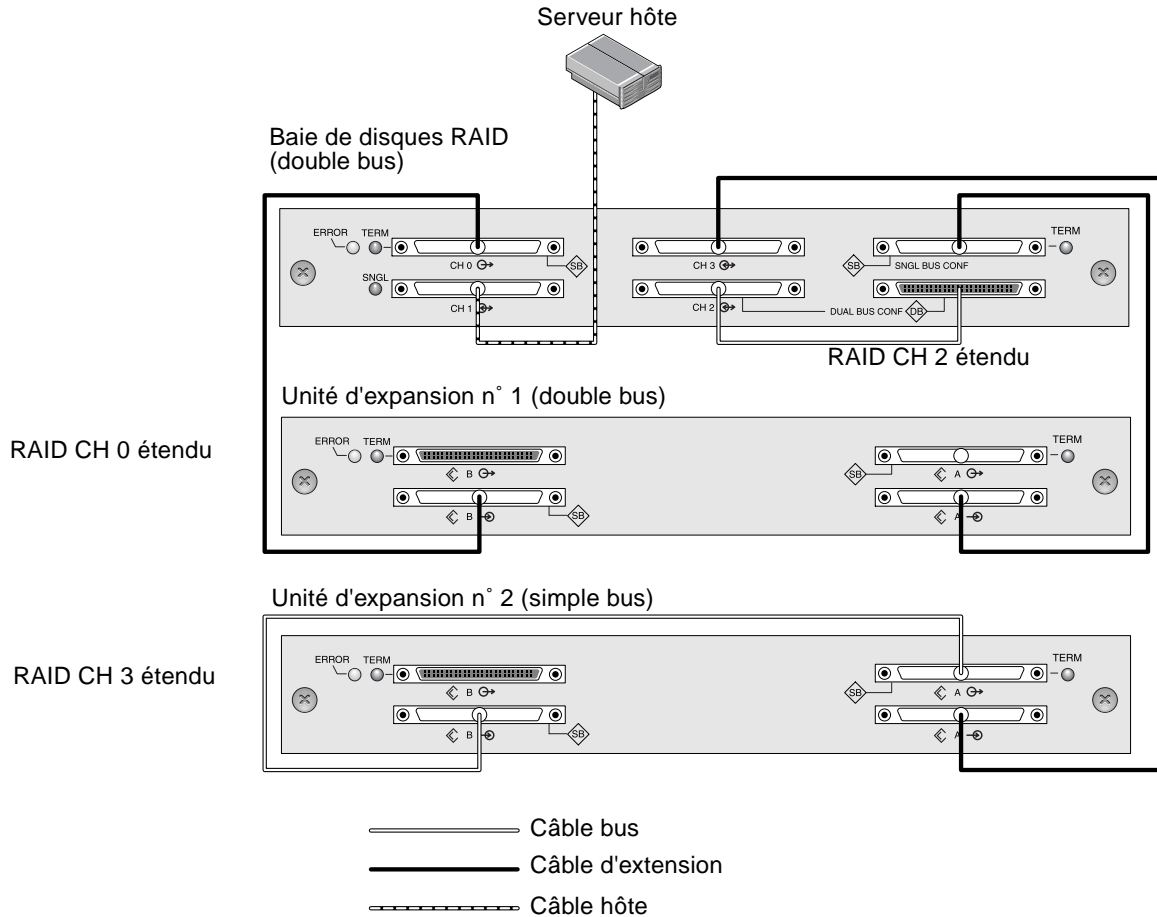 Serveur hôte
Baie de disques RAID
(double bus)
ERROR TERM
CH 0
SB
CH 3
SB
SNGL BUS CONF
TERM
SNGL
CH 1
CH 2
DUAL BUS CONF
DB
RAID CH 2 étendu
Unité d'expansion n° 1 (double bus)
RAID CH 0 étendu
ERROR TERM
B
SB
A
TERM
B
SB
A
Unité d'expansion n° 2 (simple bus)
RAID CH 3 étendu
ERROR TERM
B
SB
A
TERM
B
SB
A
Câble bus
Câble d'extension
Câble hôte